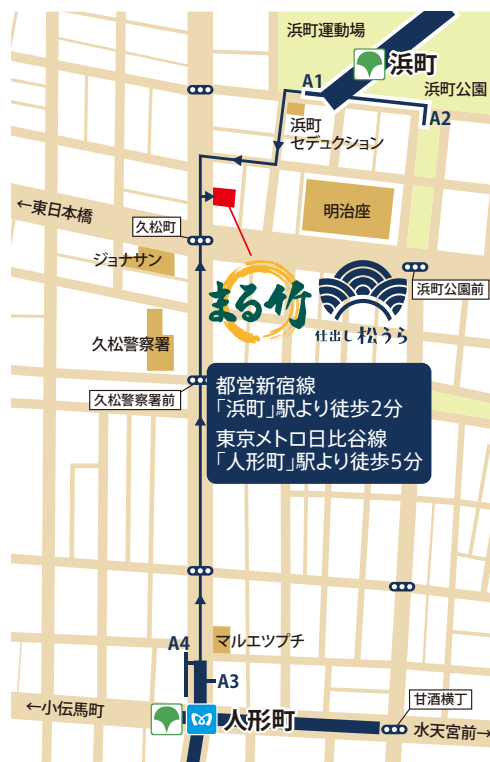 浜町運動場
浜町
A1
浜町公園
A2
浜町
セデュクション
←東日本橋
明治座
久松町
ジョナサン
まる竹
仕出し松うら
浜町公園前
久松警察署
久松警察署前
都営新宿線
「浜町」駅より徒歩2分
東京メトロ日比谷線
「人形町」駅より徒歩5分
マルエツプチ
A4
A3
←小伝馬町
人形町
甘酒横丁
水天宮前→